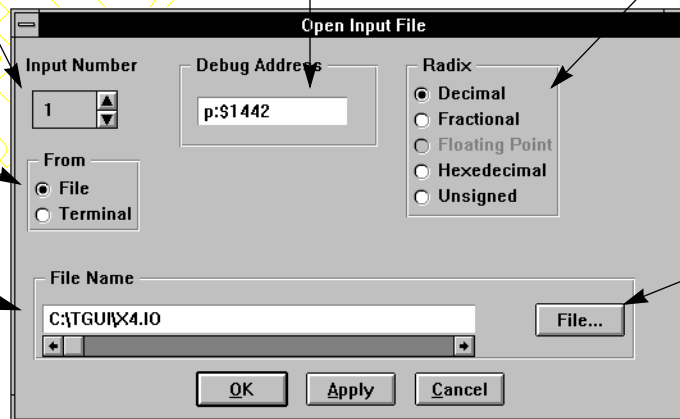 Open Input File
Input Number
Debug Address
Radix
1
p:$1442
Decimal
Fractional
Floating Point
Hexedecimal
Unsigned
From
File
Terminal
File Name
C:\TGUI\X4.IO
File...
OK
Apply
Cancel